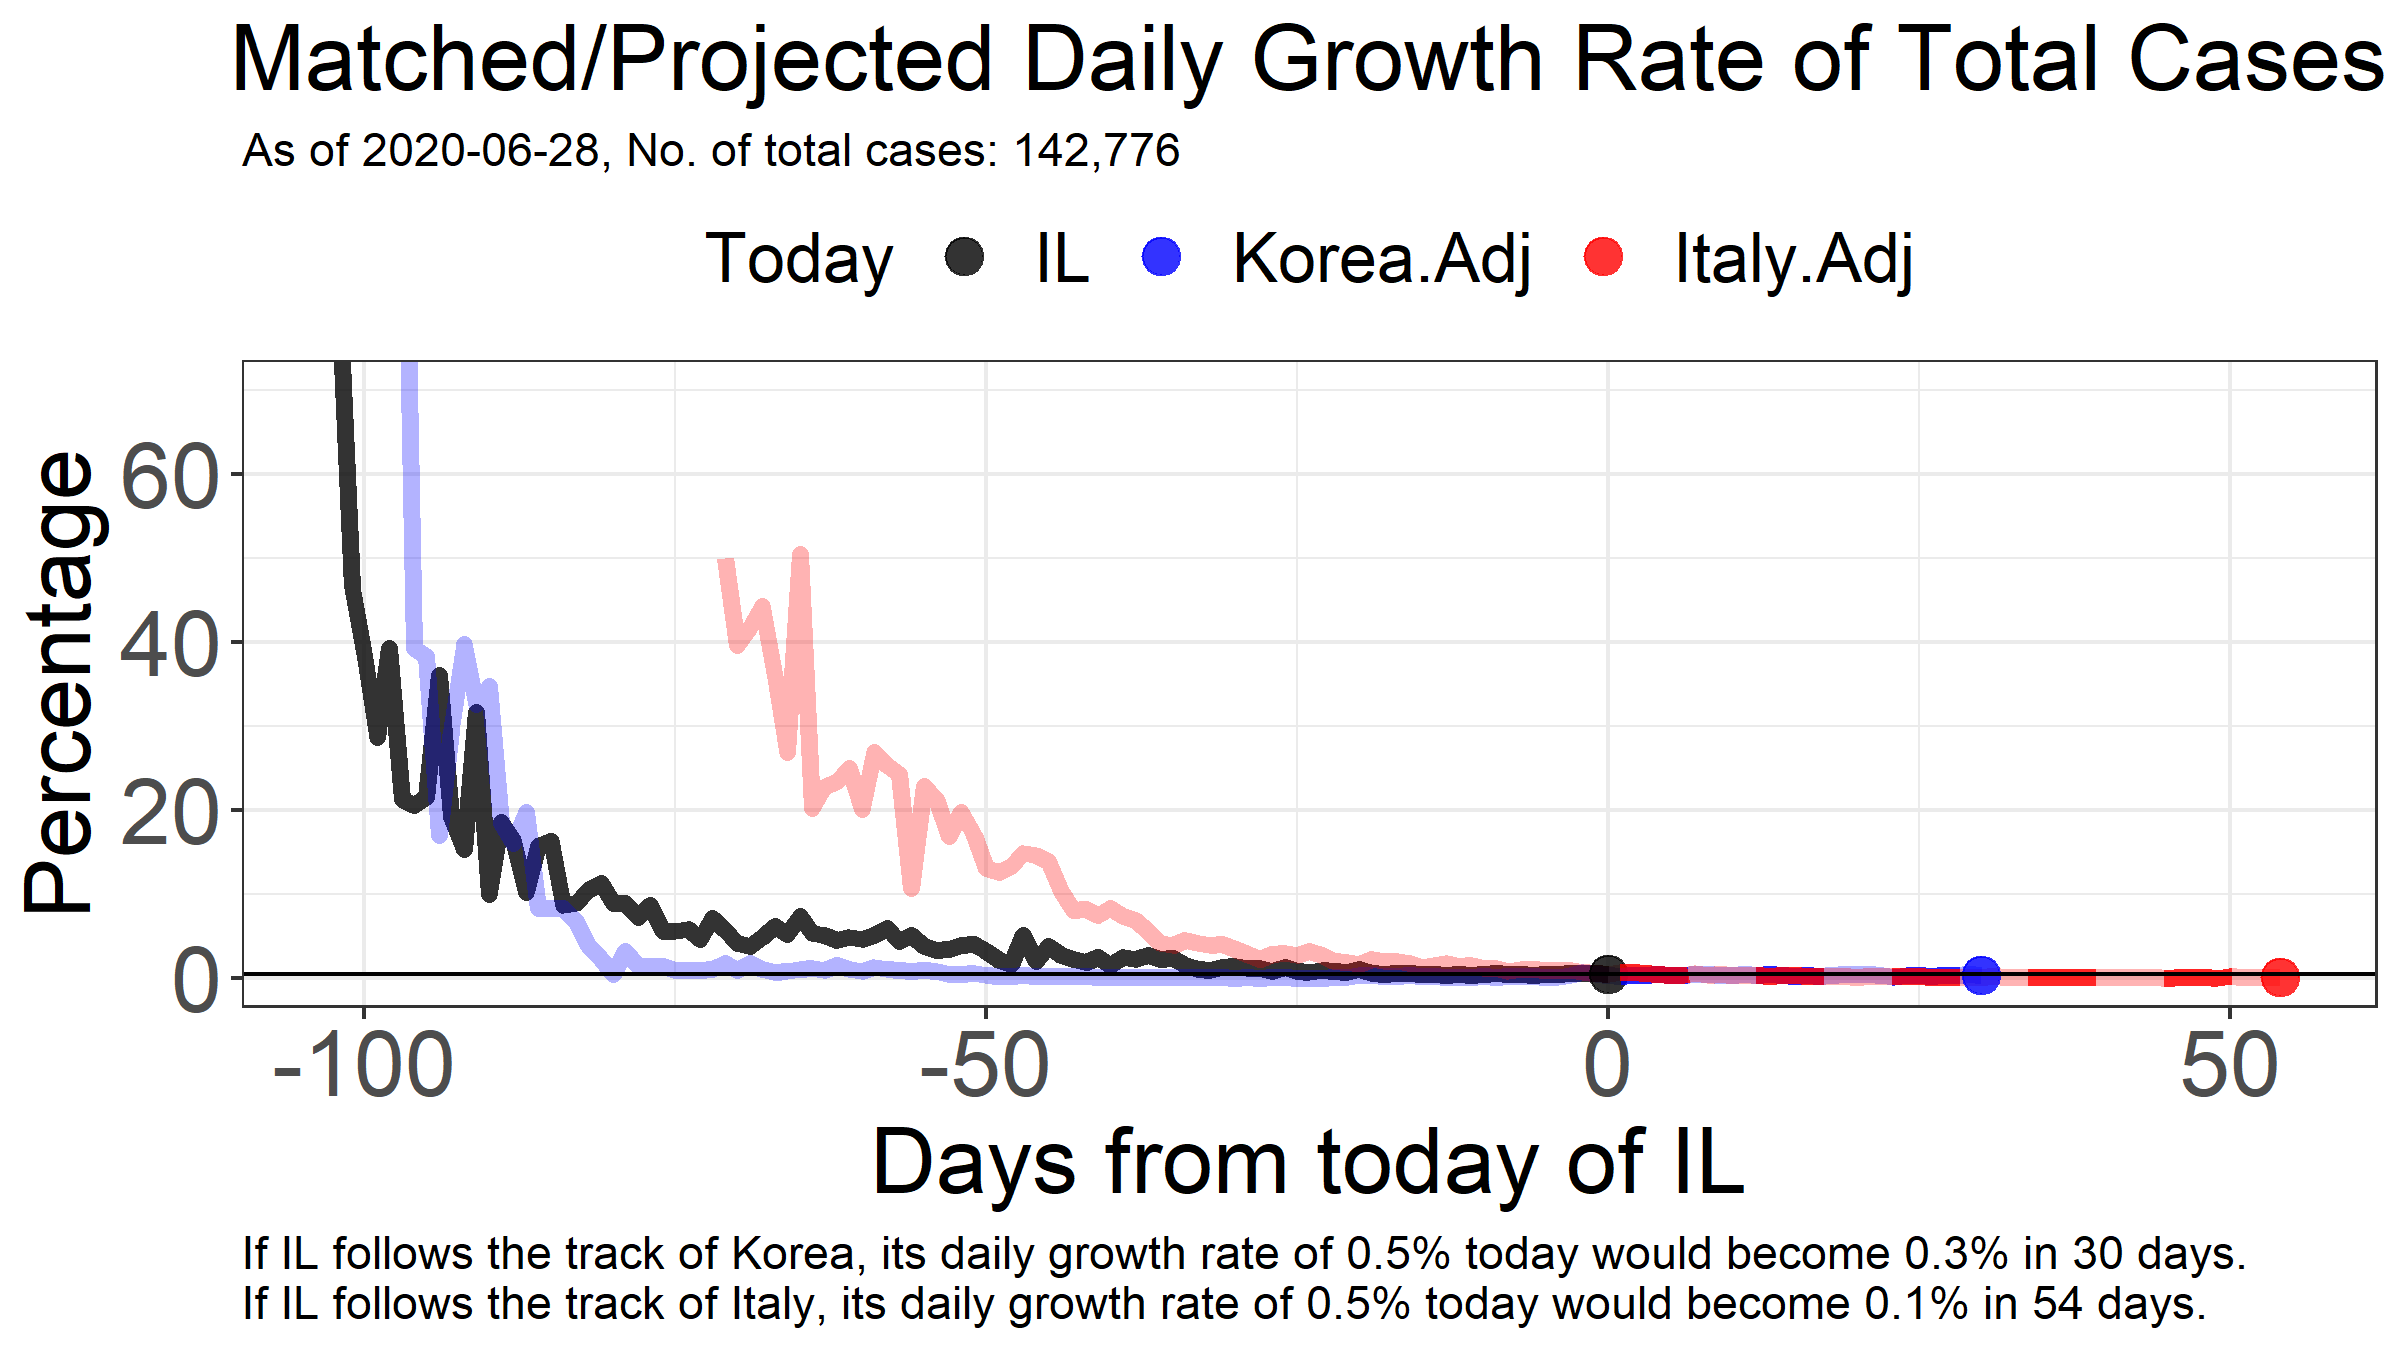 Matched/Projected Daily Growth Rate of Total Cases
As of 2020-06-28, No. of total cases: 142,776
Today IL Korea.Adj Italy.Adj
Percentage
60
40
20
0
-100 -50 0 50
Days from today of IL
If IL follows the track of Korea, its daily growth rate of 0.5% today would become 0.3% in 30 days.
If IL follows the track of Italy, its daily growth rate of 0.5% today would become 0.1% in 54 days.